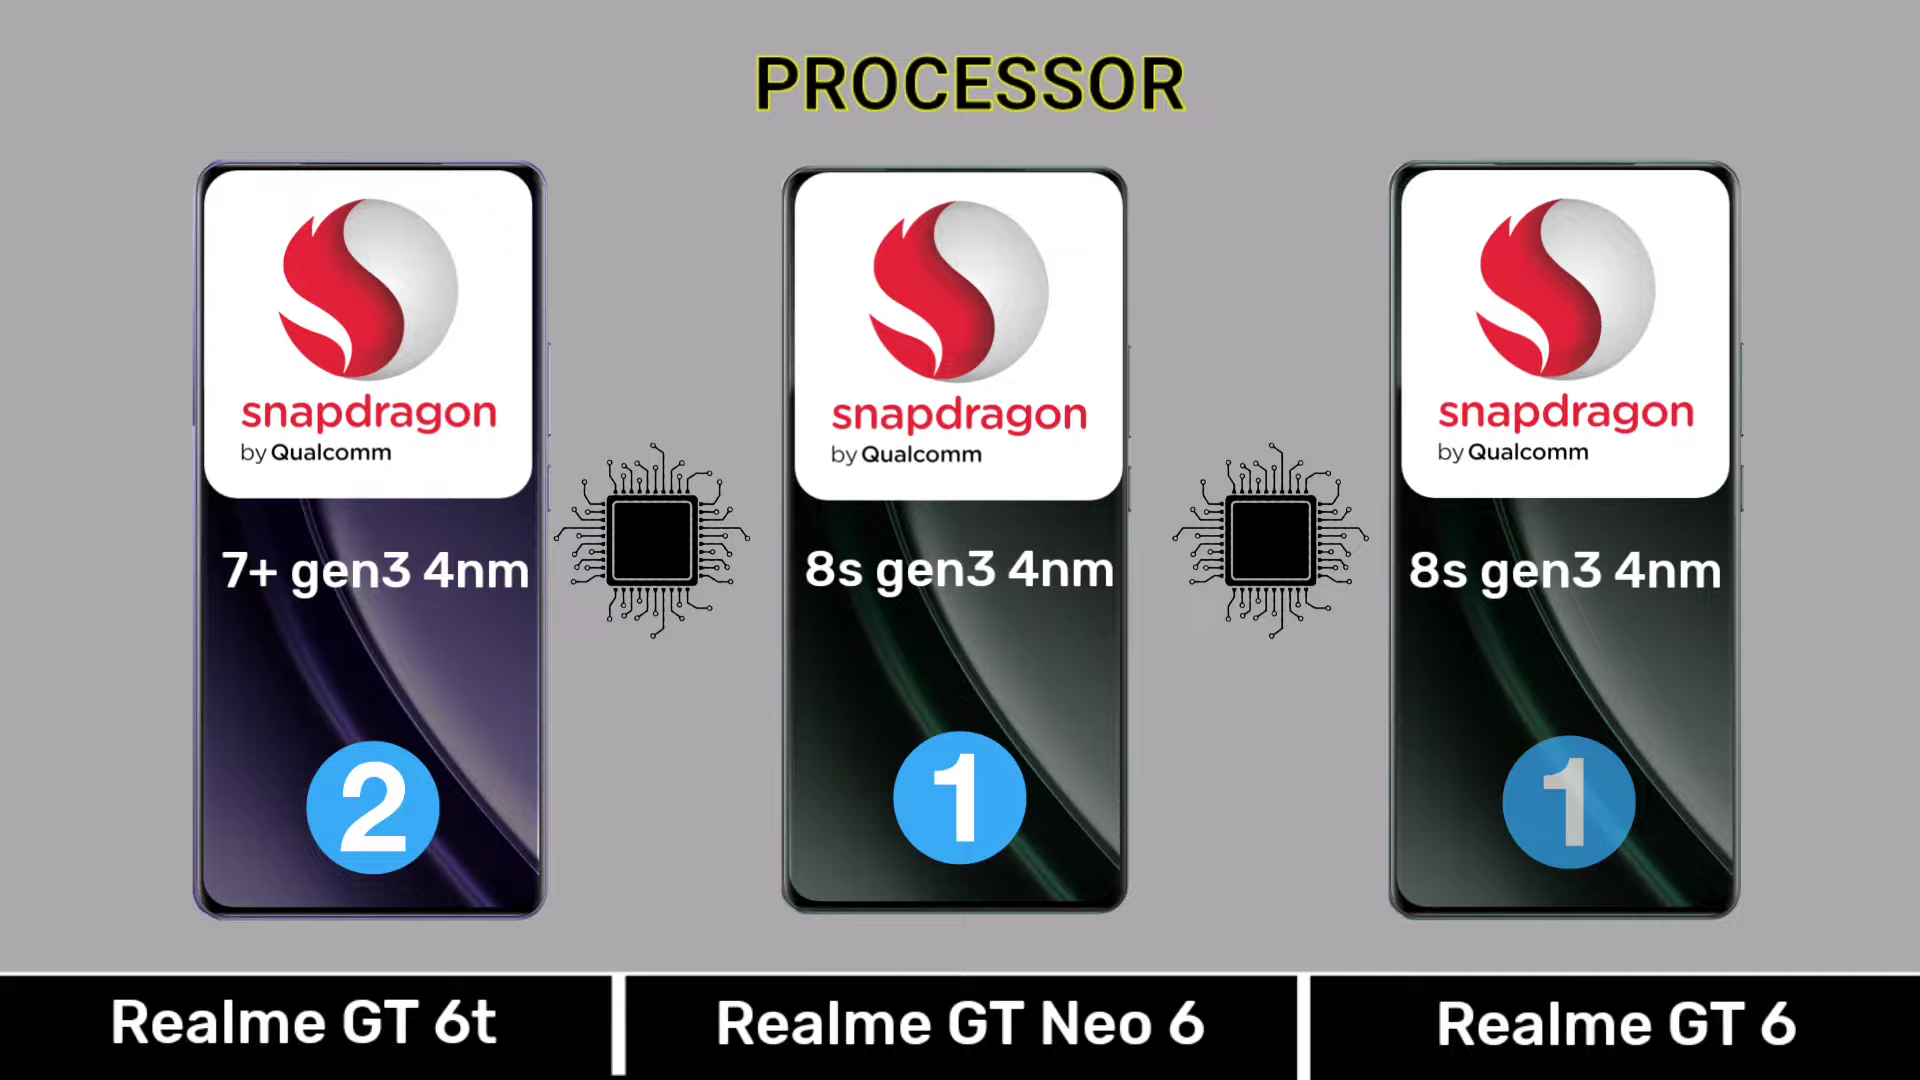 PROCESSOR
snapdragon
by Qualcomm
7+ gen3 4nm
2
snapdragon
by Qualcomm
8s gen3 4nm
1
snapdragon
by Qualcomm
8s gen3 4nm
1
Realme GT 6t
Realme GT Neo 6
Realme GT 6